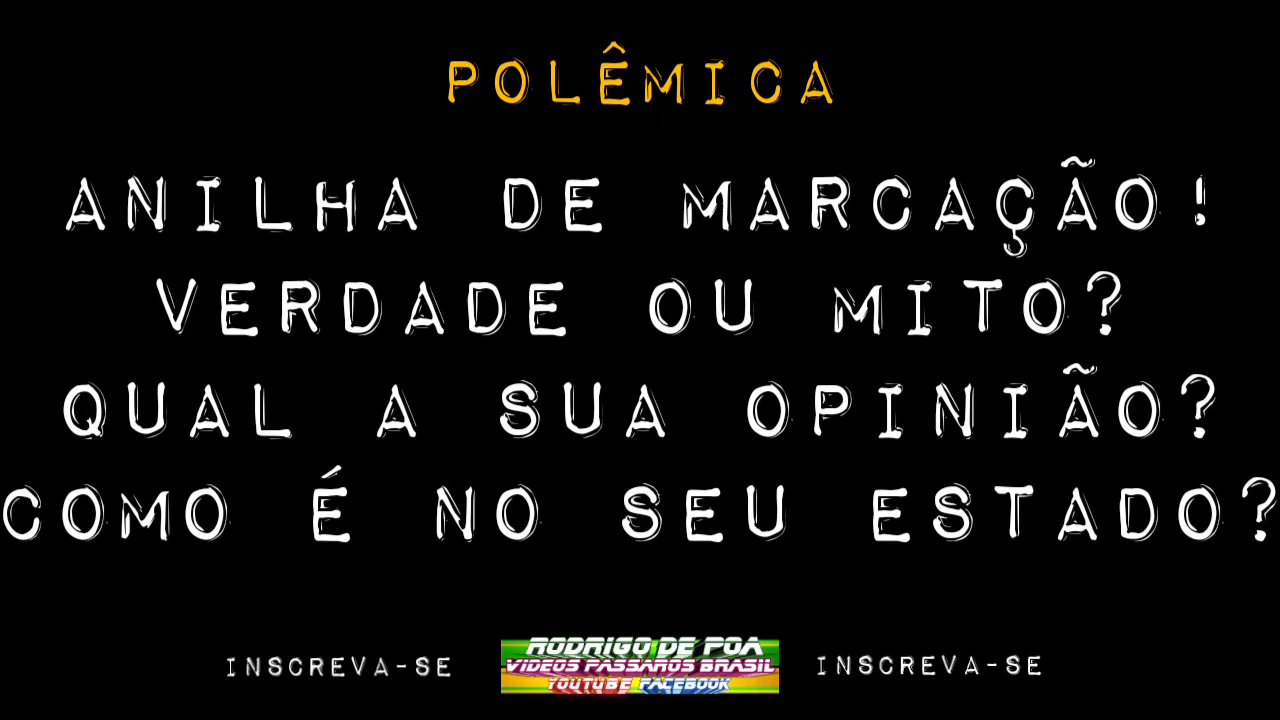 POLÊMICA
ANILHA DE MARCAÇÃO!
VERDADE OU MITO?
QUAL A SUA OPINIÃO?
COMO É NO SEU ESTADO?
INSCREVA-SE
RODRIGO DE POA
VIDEOS PASSAROS BRASIL
YOUTUBE FACEBOOK
INSCREVA-SE